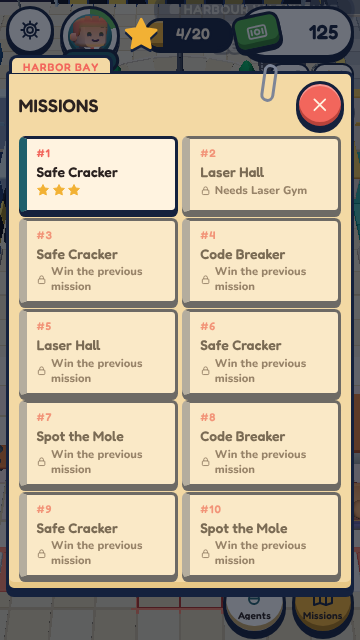 HARBOUR
4/20
125
HARBOR BAY
MISSIONS
#1
Safe Cracker
#2
Laser Hall
Needs Laser Gym
#3
Safe Cracker
Win the previous
mission
#4
Code Breaker
Win the previous
mission
#5
Laser Hall
Win the previous
mission
#6
Safe Cracker
Win the previous
mission
#7
Spot the Mole
Win the previous
mission
#8
Code Breaker
Win the previous
mission
#9
Safe Cracker
Win the previous
mission
#10
Spot the Mole
Win the previous
mission
Agents
Missions